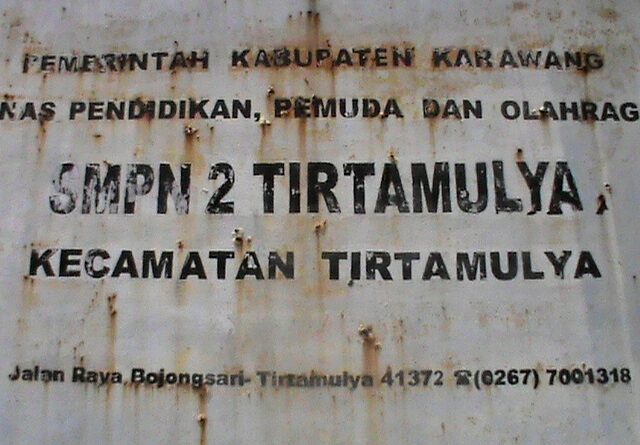 PEMERINTAH KABUPATEN KARAWANG
NAS PENDIDIKAN, PEMUDA DAN OLAHRAG
SMPN 2 TIRTAMULYA
KECAMATAN TIRTAMULYA
Jalan Raya Bojongsari- Tirtamulya 41372 ☎(0267) 7001318